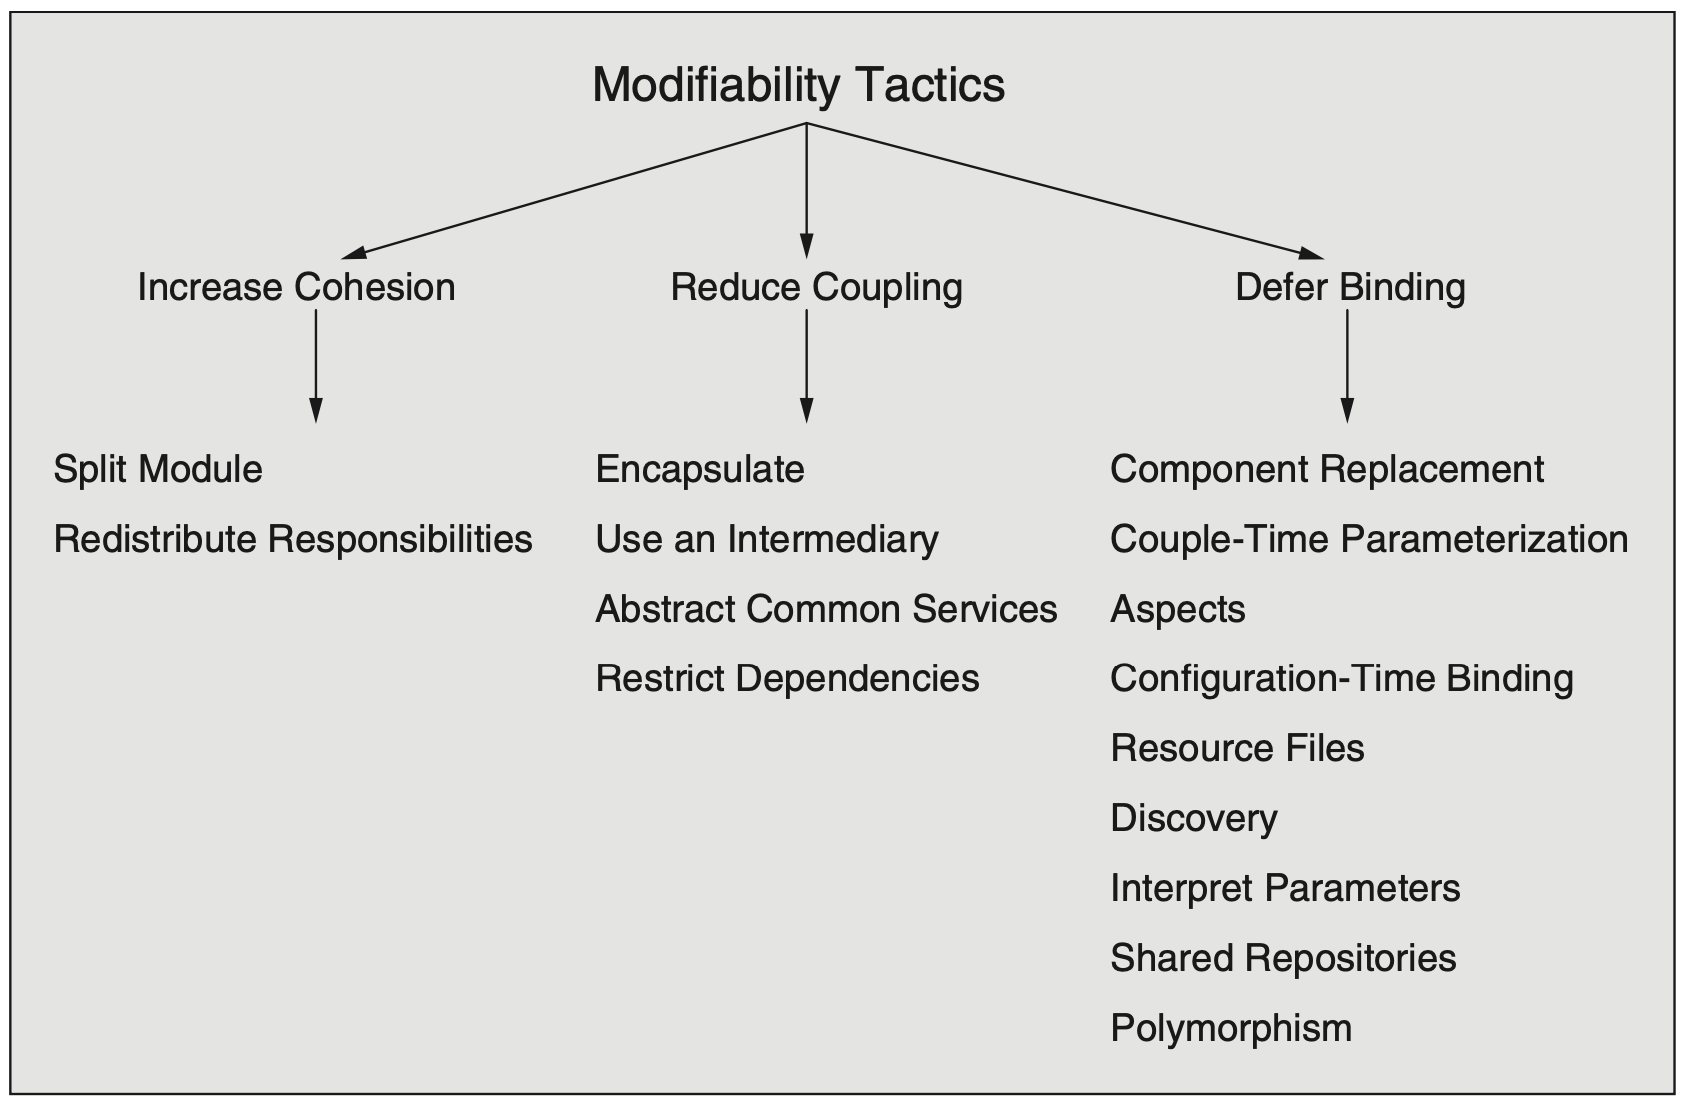 Modifiability Tactics
Increase Cohesion
Reduce Coupling
Defer Binding
Split Module
Redistribute Responsibilities
Encapsulate
Use an Intermediary
Abstract Common Services
Restrict Dependencies
Component Replacement
Couple-Time Parameterization
Aspects
Configuration-Time Binding
Resource Files
Discovery
Interpret Parameters
Shared Repositories
Polymorphism